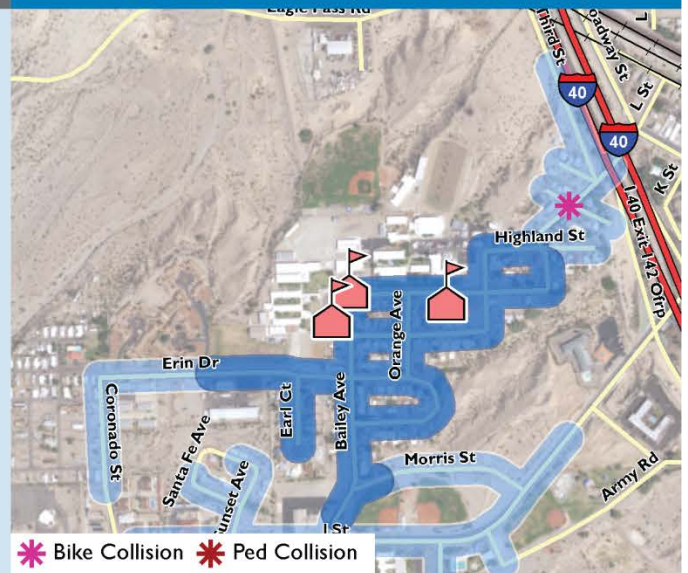 Eagle Pass Rd
Third St
oadway St
L
40
L St
40
K St
I 40 Exit 142 Ofrp
Highland St
Orange Ave
Erin Dr
Coronado St
Earl Ct
Bailey Ave
Santa Fe Ave
Sunset Ave
Morris St
Army Rd
J St
Bike Collision
Ped Collision